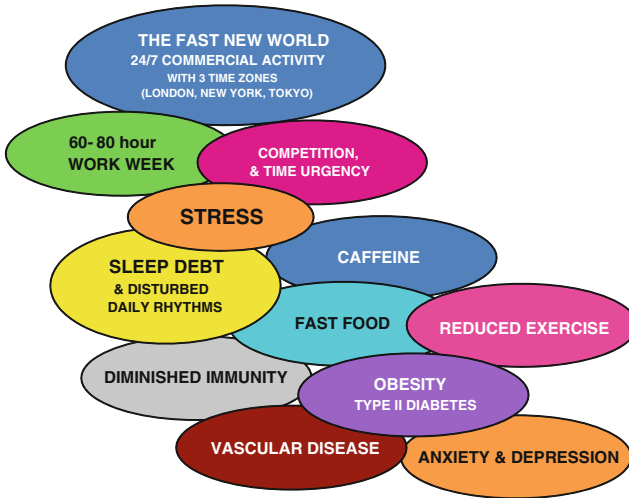 THE FAST NEW WORLD
24/7 COMMERCIAL ACTIVITY
WITH 3 TIME ZONES
(LONDON, NEW YORK, TOKYO)
60- 80 hour
WORK WEEK
COMPETITION,
& TIME URGENCY
STRESS
SLEEP DEBT
& DISTURBED
DAILY RHYTHMS
CAFFEINE
FAST FOOD
REDUCED EXERCISE
DIMINISHED IMMUNITY
OBESITY
TYPE II DIABETES
VASCULAR DISEASE
ANXIETY & DEPRESSION